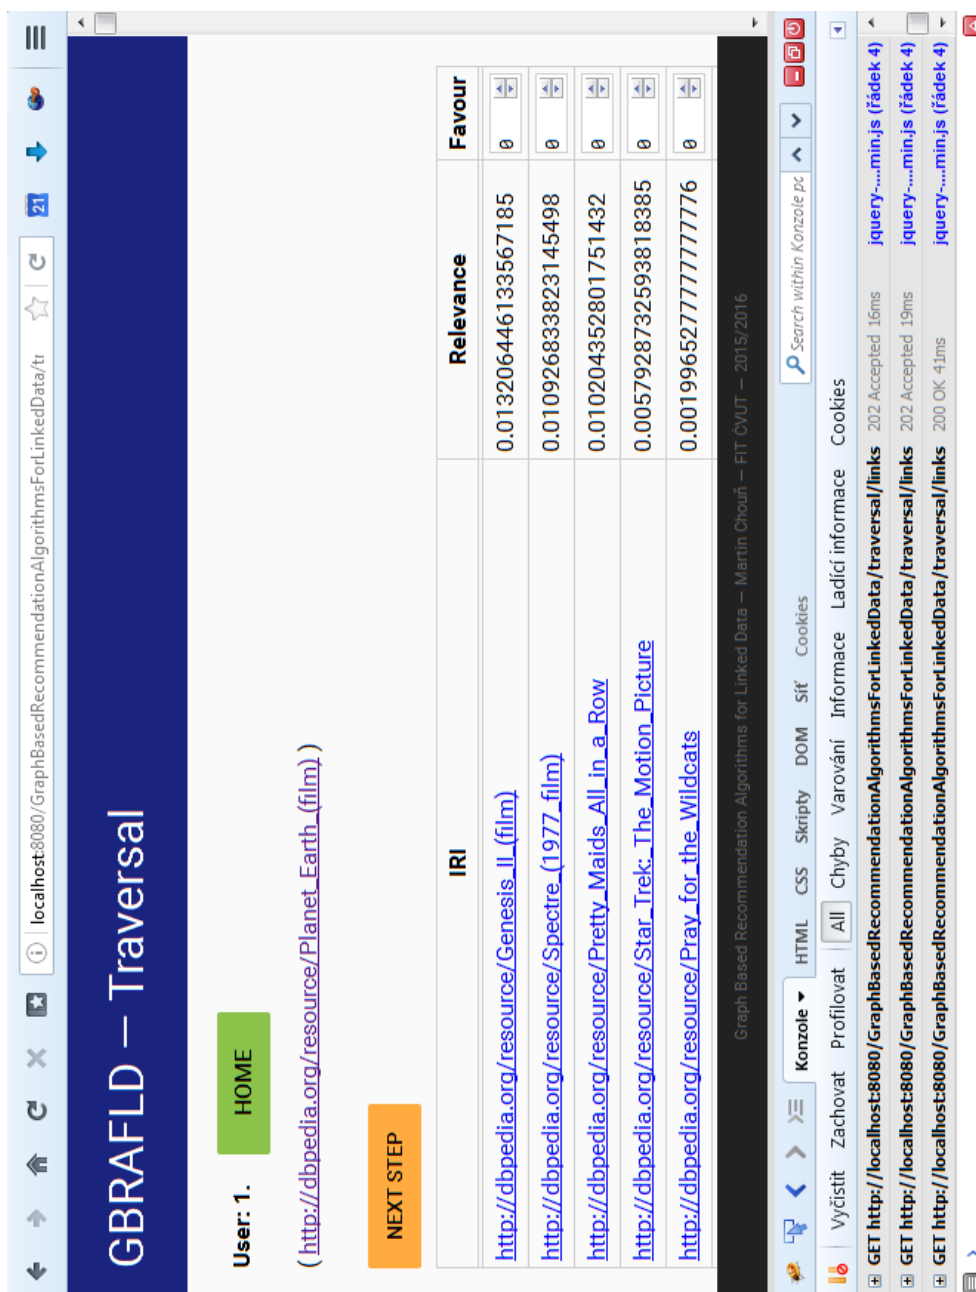 localhost:8080/GraphBasedRecommendationAlgorithmsForLinkedData/tr
21
GBRAFLD – Traversal
User: 1.
HOME
( http://dbpedia.org/resource/Planet_Earth_(film) )
NEXT STEP
IRI Relevance Favour
http://dbpedia.org/resource/Genesis_II_(film) 0.013206446133567185 0
http://dbpedia.org/resource/Spectre_(1977_film) 0.010926833823145498 0
http://dbpedia.org/resource/Pretty_Maids_All_in_a_Row 0.010204352801751432 0
http://dbpedia.org/resource/Star_Trek:_The_Motion_Picture 0.005792873259381838​5 0
http://dbpedia.org/resource/Pray_for_the_Wildcats 0.001996527777777776 0
Graph Based Recommendation Algorithms for Linked Data – Martin Chouň – FIT ČVUT – 2015/2016
Konzole HTML CSS Skripty DOM Síť Cookies Search within Konzole pc
Vyčistit Zachovat Profilovat All Chyby Varování Informace Ladící informace Cookies
GET http://localhost:8080/GraphBasedRecommendationAlgorithmsForLinkedData/traversal/links 202 Accepted 16ms jquery-....min.js (řádek 4)
GET http://localhost:8080/GraphBasedRecommendationAlgorithmsForLinkedData/traversal/links 202 Accepted 19ms jquery-....min.js (řádek 4)
GET http://localhost:8080/GraphBasedRecommendationAlgorithmsForLinkedData/traversal/links 200 OK 41ms jquery-....min.js (řádek 4)